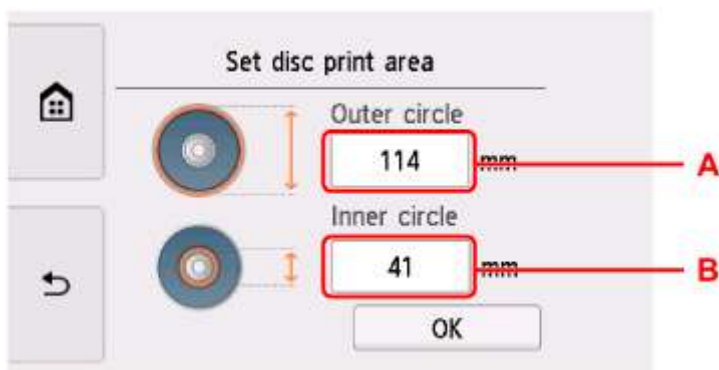 Set disc print area
Outer circle
114 mm A
Inner circle
41 mm B
OK